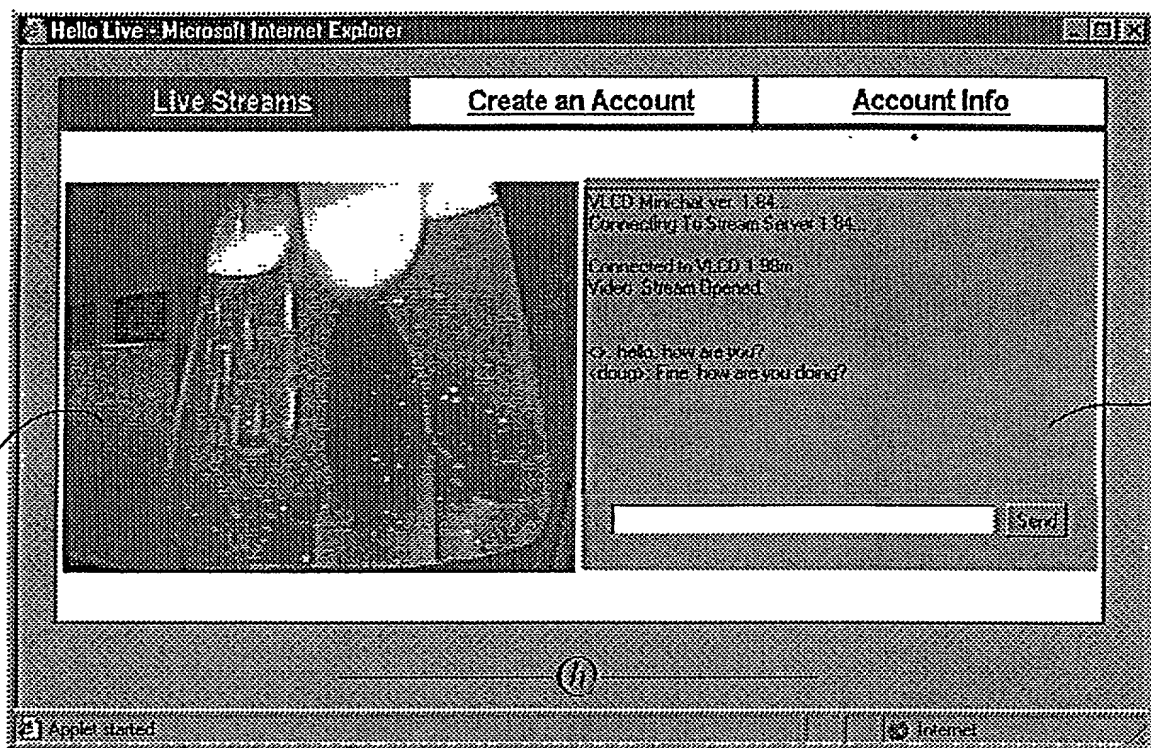 Hello Live - Microsoft Internet Explorer
Live Streams
Create an Account
Account Info
VLCD Minichat ver. 1.84...
Connecting To Stream Server 1.84...
Connected to VLCD 1.99m
Video Stream Opened.
hello, how are you?
<doug>: Fine, how are you doing?
Send
Applet started
Internet